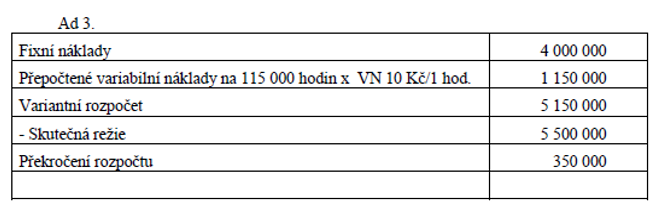 Ad 3.
Fixní náklady 4 000 000
Přepočtené variabilní náklady na 115 000 hodin x VN 10 Kč/1 hod. 1 150 000
Variantní rozpočet 5 150 000
- Skutečná režie 5 500 000
Překročení rozpočtu 350 000